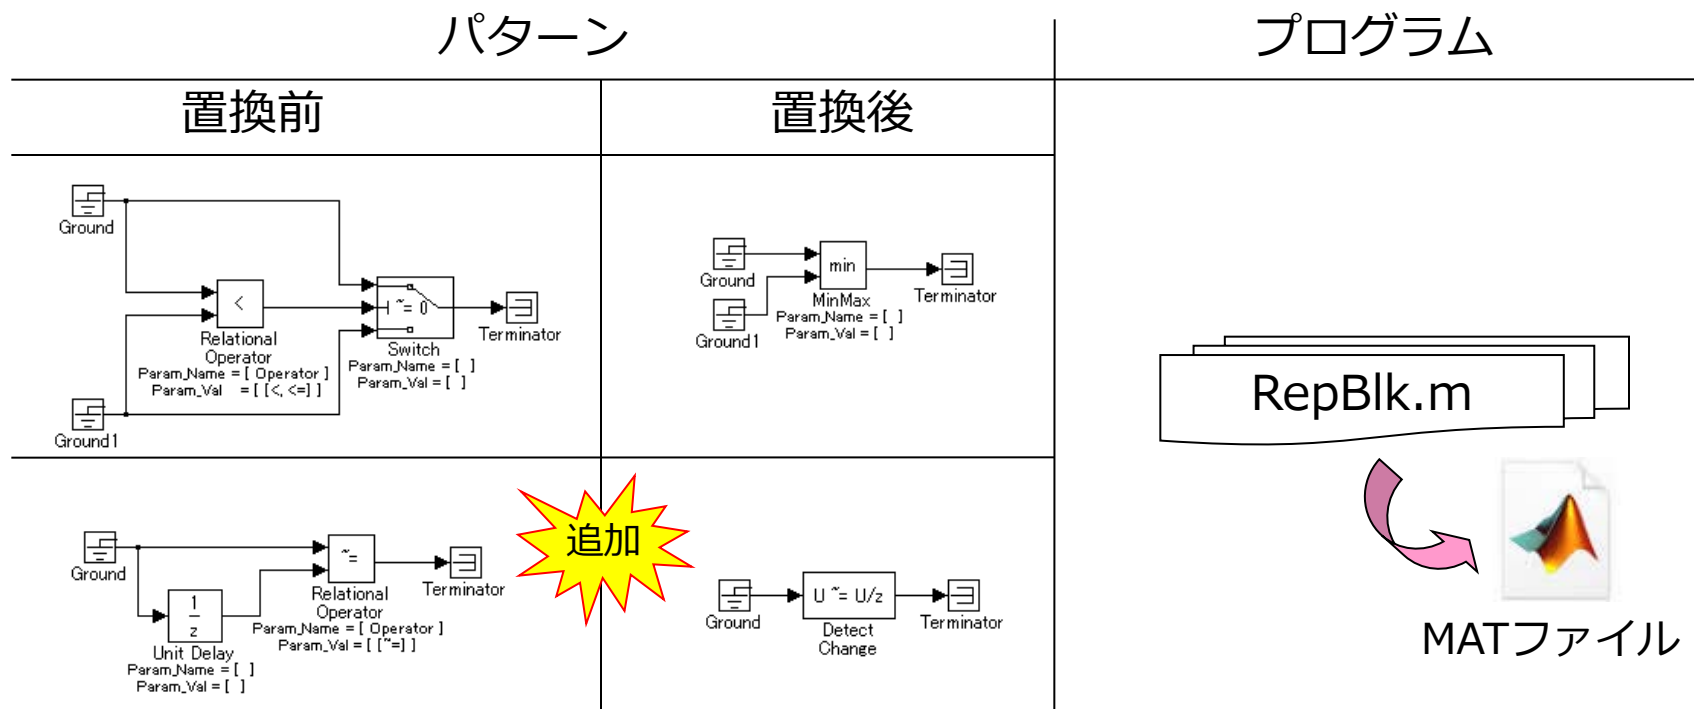 パターン
プログラム
置換前
置換後
Ground
<
Relational
Operator
Param_Name = [ Operator ]
Param_Val = [ [<, <=] ]
~= 0
Switch
Param_Name = [ ]
Param_Val = [ ]
Terminator
Ground1
Ground
min
MinMax
Param_Name = [ ]
Param_Val = [ ]
Terminator
Ground1
RepBlk.m
MATファイル
追加
Ground
~=
Relational
Operator
Param_Name = [ Operator ]
Param_Val = [ [~=] ]
Terminator
1
z
Unit Delay
Param_Name = [ ]
Param_Val = [ ]
Ground
U ~= U/z
Detect
Change
Terminator